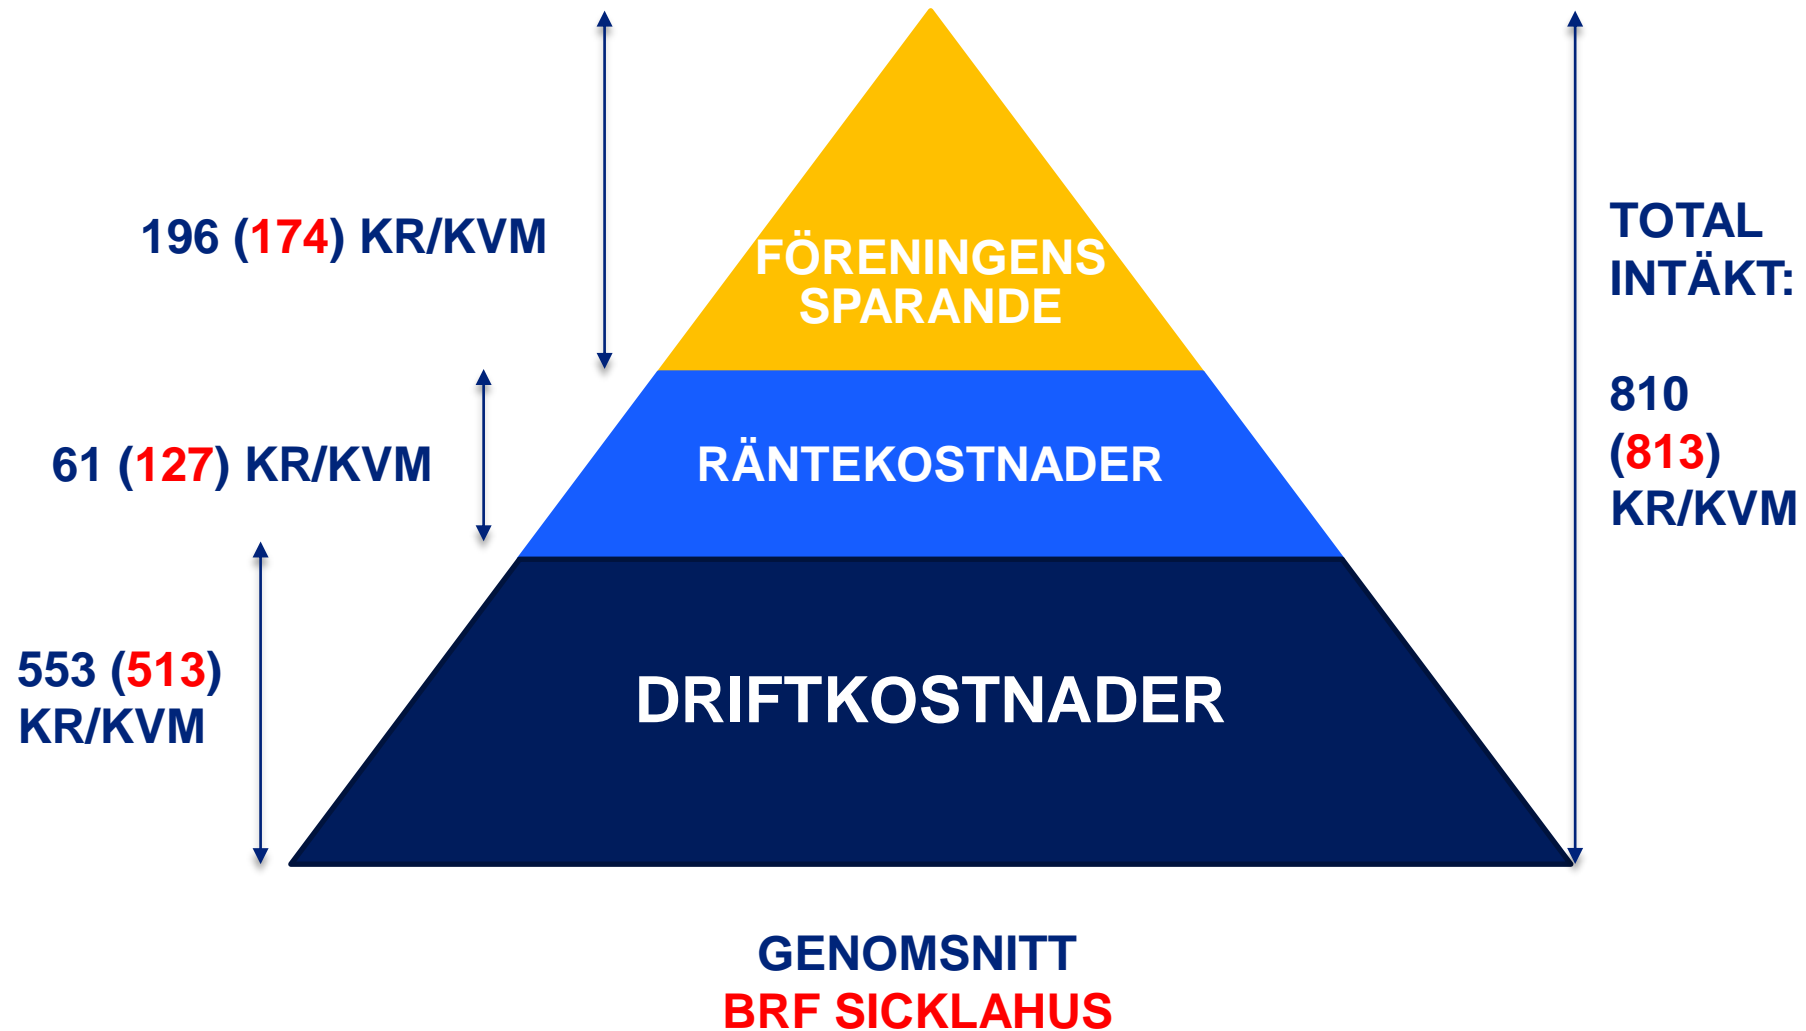 196 (174) KR/KVM
FÖRENINGENS
SPARANDE
61 (127) KR/KVM
RÄNTEKOSTNADER
553 (513)
KR/KVM
DRIFTKOSTNADER
TOTAL
INTÄKT:
810
(813)
KR/KVM
GENOMSNITT
BRF SICKLAHUS